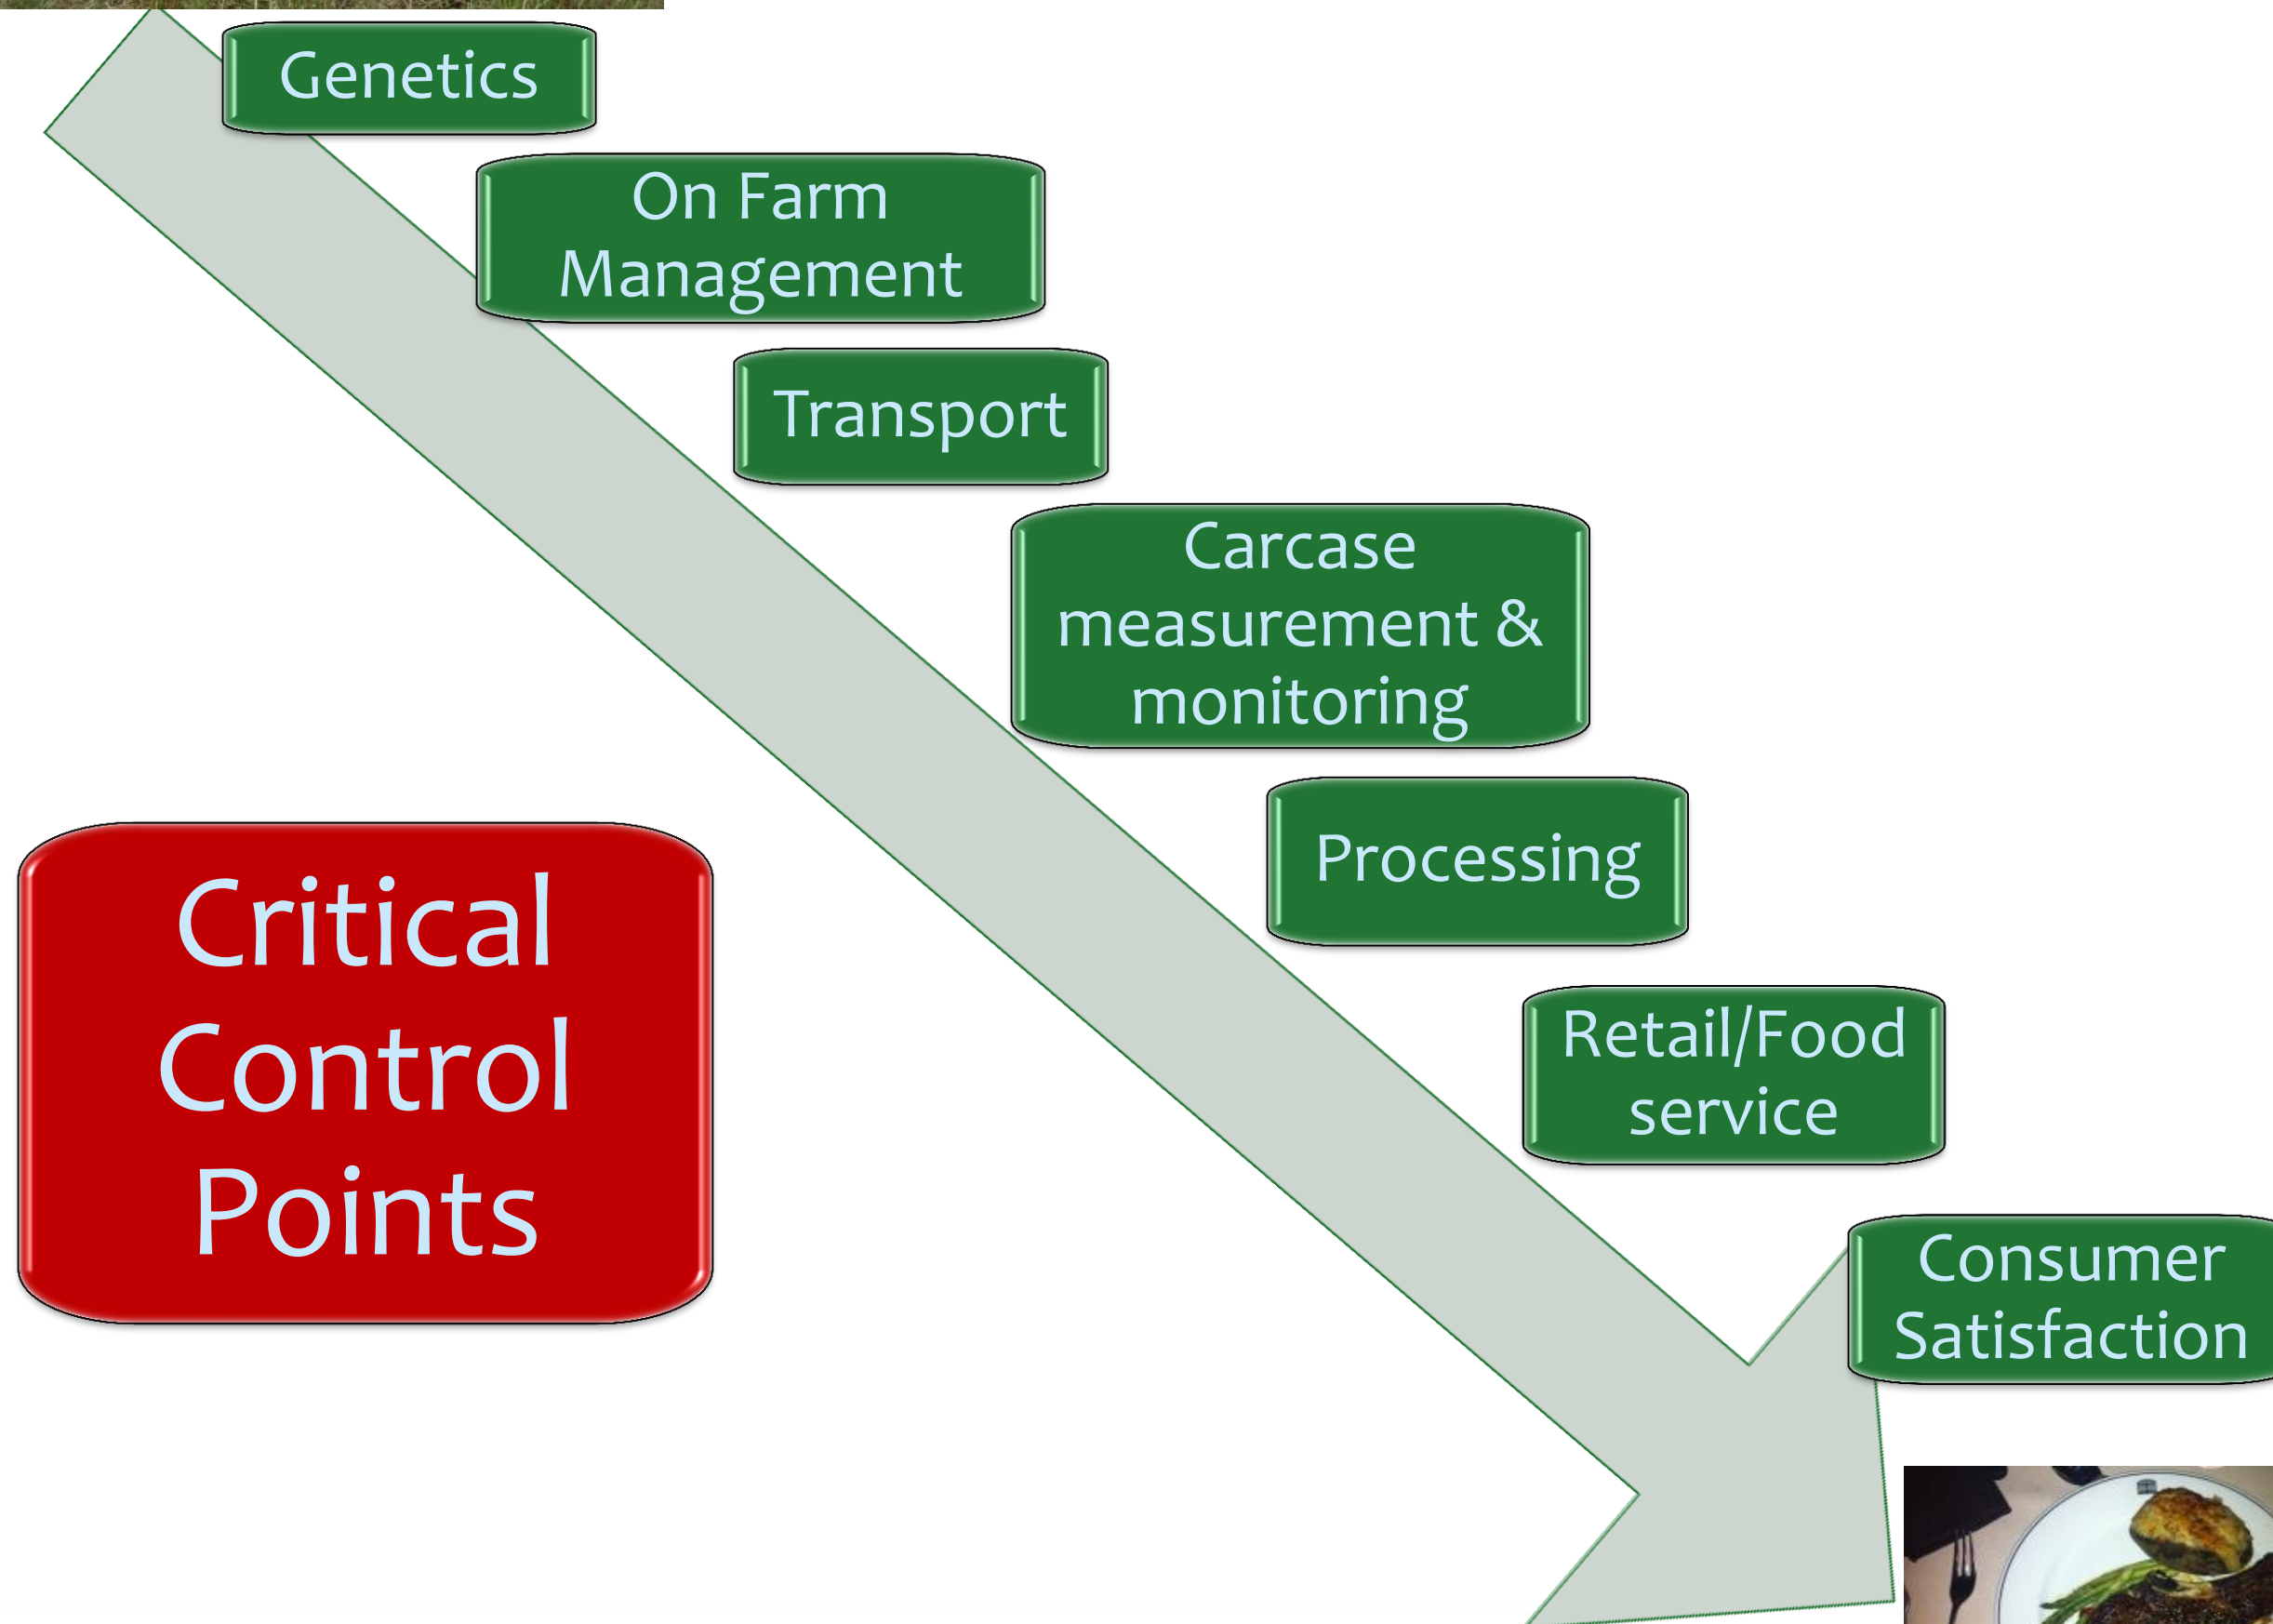 Genetics
On Farm
Management
Transport
Carcase
measurement &
monitoring
Processing
Critical
Control
Points
Retail/Food
service
Consumer
Satisfaction